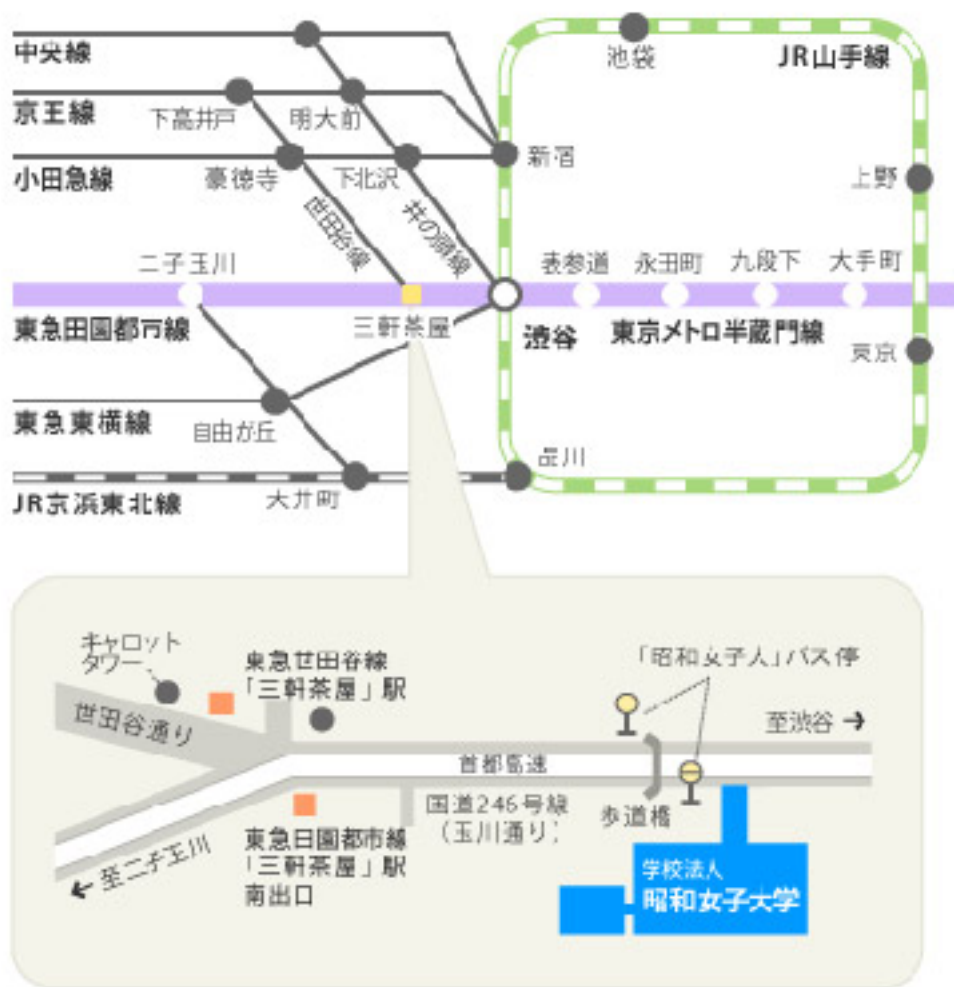 中央線
池袋
JR山手線
京王線
下高井戸
明大前
新宿
小田急線
豪徳寺
下北沢
上野
世田谷線
井の頭線
二子玉川
表参道
永田町
九段下
大手町
東急田園都市線
三軒茶屋
渋谷
東京メトロ半蔵門線
東京
東急東横線
自由が丘
品川
JR京浜東北線
大井町
キャロット
タワー
東急世田谷線
「三軒茶屋」駅
「昭和女子大」バス停
世田谷通り
至渋谷→
首都高速
国道246号線
(玉川通り)
歩道橋
東急田園都市線
「三軒茶屋」駅
南出口
←至二子玉川
学校法人
昭和女子大学